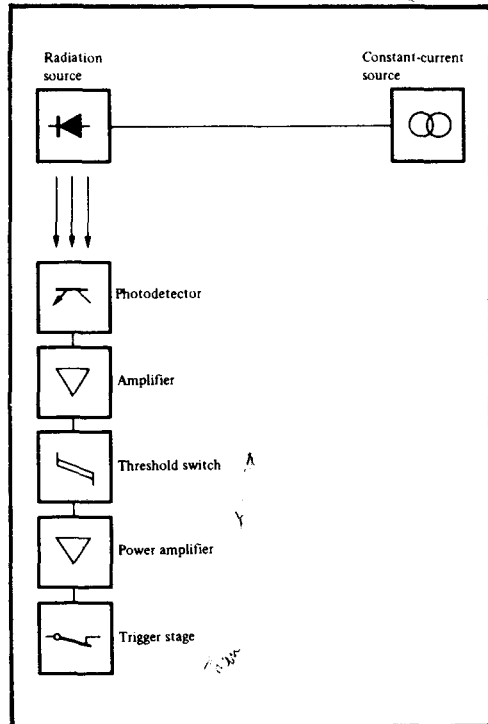 Radiation
source
Constant-current
source
Photodetector
Amplifier
Threshold switch
Power amplifier
Trigger stage